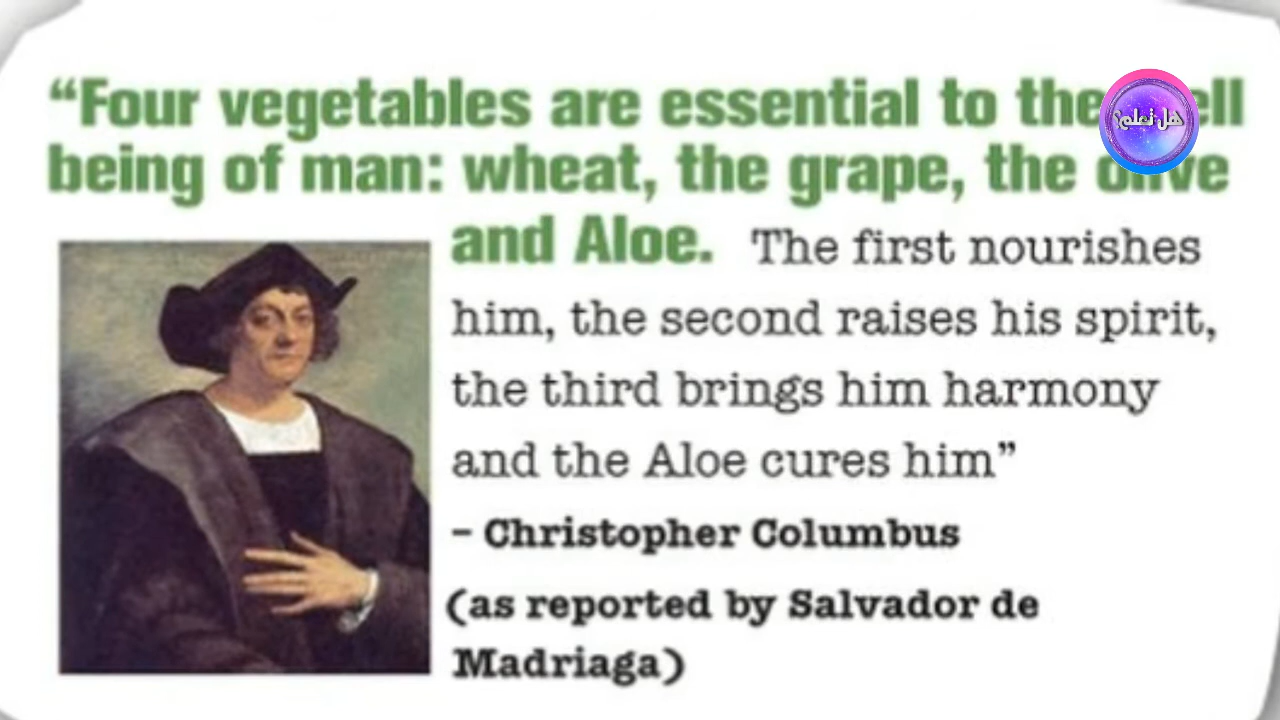 “Four vegetables are essential to the ell
being of man: wheat, the grape, the olive
and Aloe. The first nourishes
him, the second raises his spirit,
the third brings him harmony
and the Aloe cures him”
– Christopher Columbus
(as reported by Salvador de
Madriaga)
هل تعلم؟